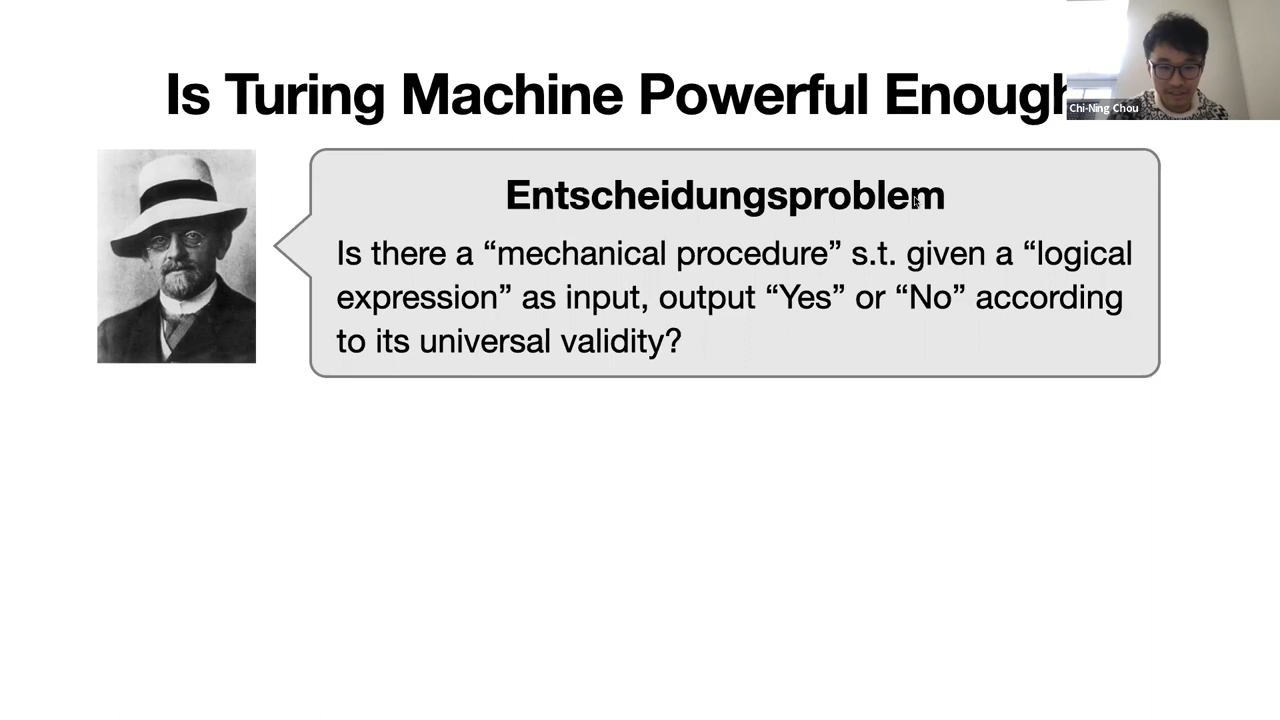 Is Turing Machine Powerful Enough
Chi-Ning Chou
Entscheidungsproblem
Is there a “mechanical procedure” s.t. given a “logical
expression” as input, output “Yes” or “No” according
to its universal validity?